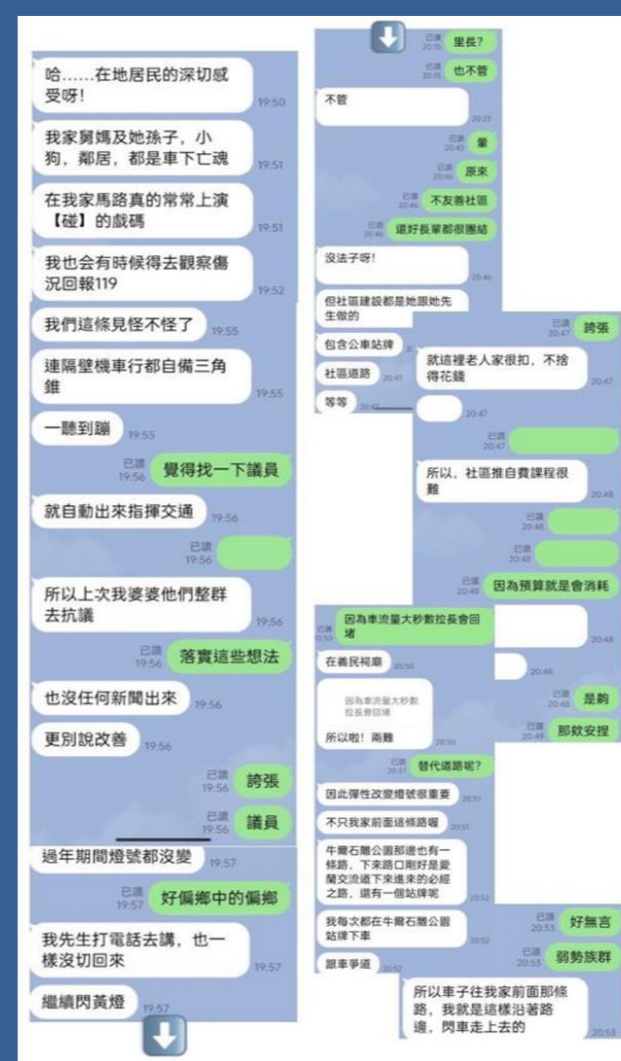 哈……在地居民的深切感
受呀！
19:50
我家舅媽及她孫子，小
狗，鄰居，都是車下亡魂
19:51
在我家馬路真的常常上演
【碰】的戲碼
19:51
我也会有時候得去觀察傷
況回報119
19:52
我們這條見怪不怪了
19:55
連隔壁機車行都自備三角
錐
19:55
一聽到蹦
19:55
已讀
19:56
覺得找一下議員
就自動出來指揮交通
19:56
已讀
19:56
所以上次我婆婆他們整群
去抗議
19:56
已讀
19:56
落實這些想法
也沒任何新聞出來
19:56
更別說改善
19:56
已讀
19:56
誇張
已讀
19:56
議員
過年期間燈號都沒變
19:57
已讀
19:57
好偏鄉中的偏鄉
我先生打電話去講，也一
樣沒切回來
19:57
繼續閃黃燈
19:57
已讀
20:15
里長？
已讀
20:15
也不管
不管
20:23
已讀
20:45
暈
已讀
20:46
原來
已讀
20:46
不友善社區
已讀
20:46
還好長輩都很團結
沒法子呀！
20:46
但社區建設都是她跟她先
生做的
包含公車站牌
社區道路
20:47
等等
20:47
已讀
20:47
誇張
就這裡老人家很扣，不捨
得花錢
20:47
20:47
已讀
20:47
所以，社區推自費課程很
難
20:48
已讀
20:48
已讀
20:48
已讀
20:48
因為預算就是會消耗
20:48
20:48
已讀
20:48
是齁
已讀
20:49
那欸安捏
已讀
20:50
因為車流量大秒數拉長會回
堵
在義民祠廟
20:50
因為車流量大秒數
拉長會回堵
所以啦！兩難
20:50
已讀
20:51
替代道路呢？
因此彈性改變燈號很重要
20:51
不只我家前面這條路喔
20:51
牛爾石雕公園那邊也有一
條路，下來路口剛好是愛
蘭交流道下來進來的必經
之路，還有一個站牌呢
20:52
我每次都在牛爾石雕公園
站牌下車
20:52
跟車爭道
20:52
已讀
20:53
好無言
已讀
20:53
弱勢族群
所以車子往我家前面那條
路，我就是這樣沿著路
邊，閃車走上去的
20:53